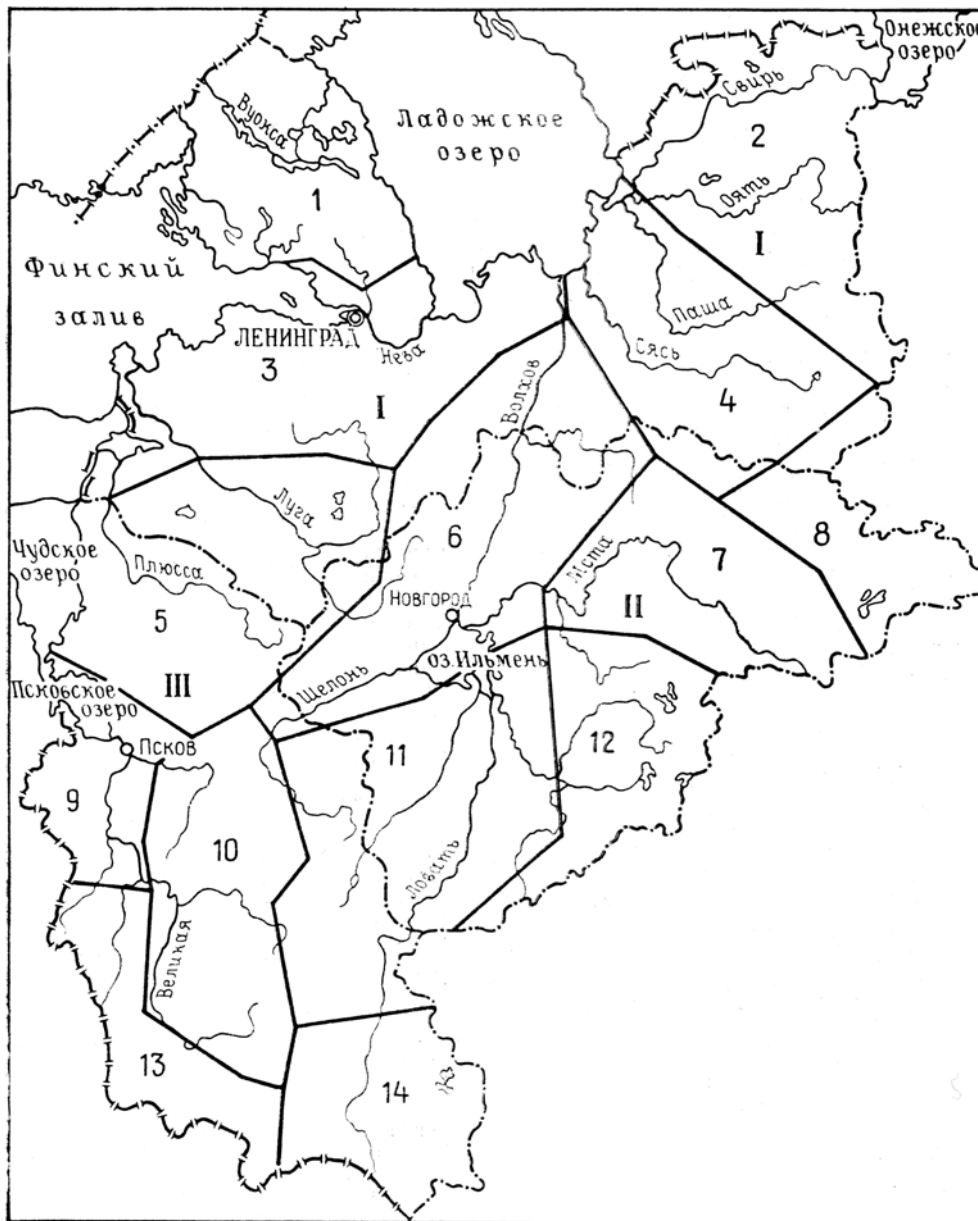 Онежское
озеро
Свирь
Вуокса
Ладожское
озеро
2
Оять
1
I
Финский
залив
Паша
ЛЕНИНГРАД
Нева
Сясь
3
I
Волхов
4
Луга
6
8
Чудское
озеро
Плюсса
Мста
7
НОВГОРОД
II
5
оз. Ильмень
Шелонь
Псковское
озеро
III
ПСКОВ
11
12
9
10
Ловать
Великая
13
14